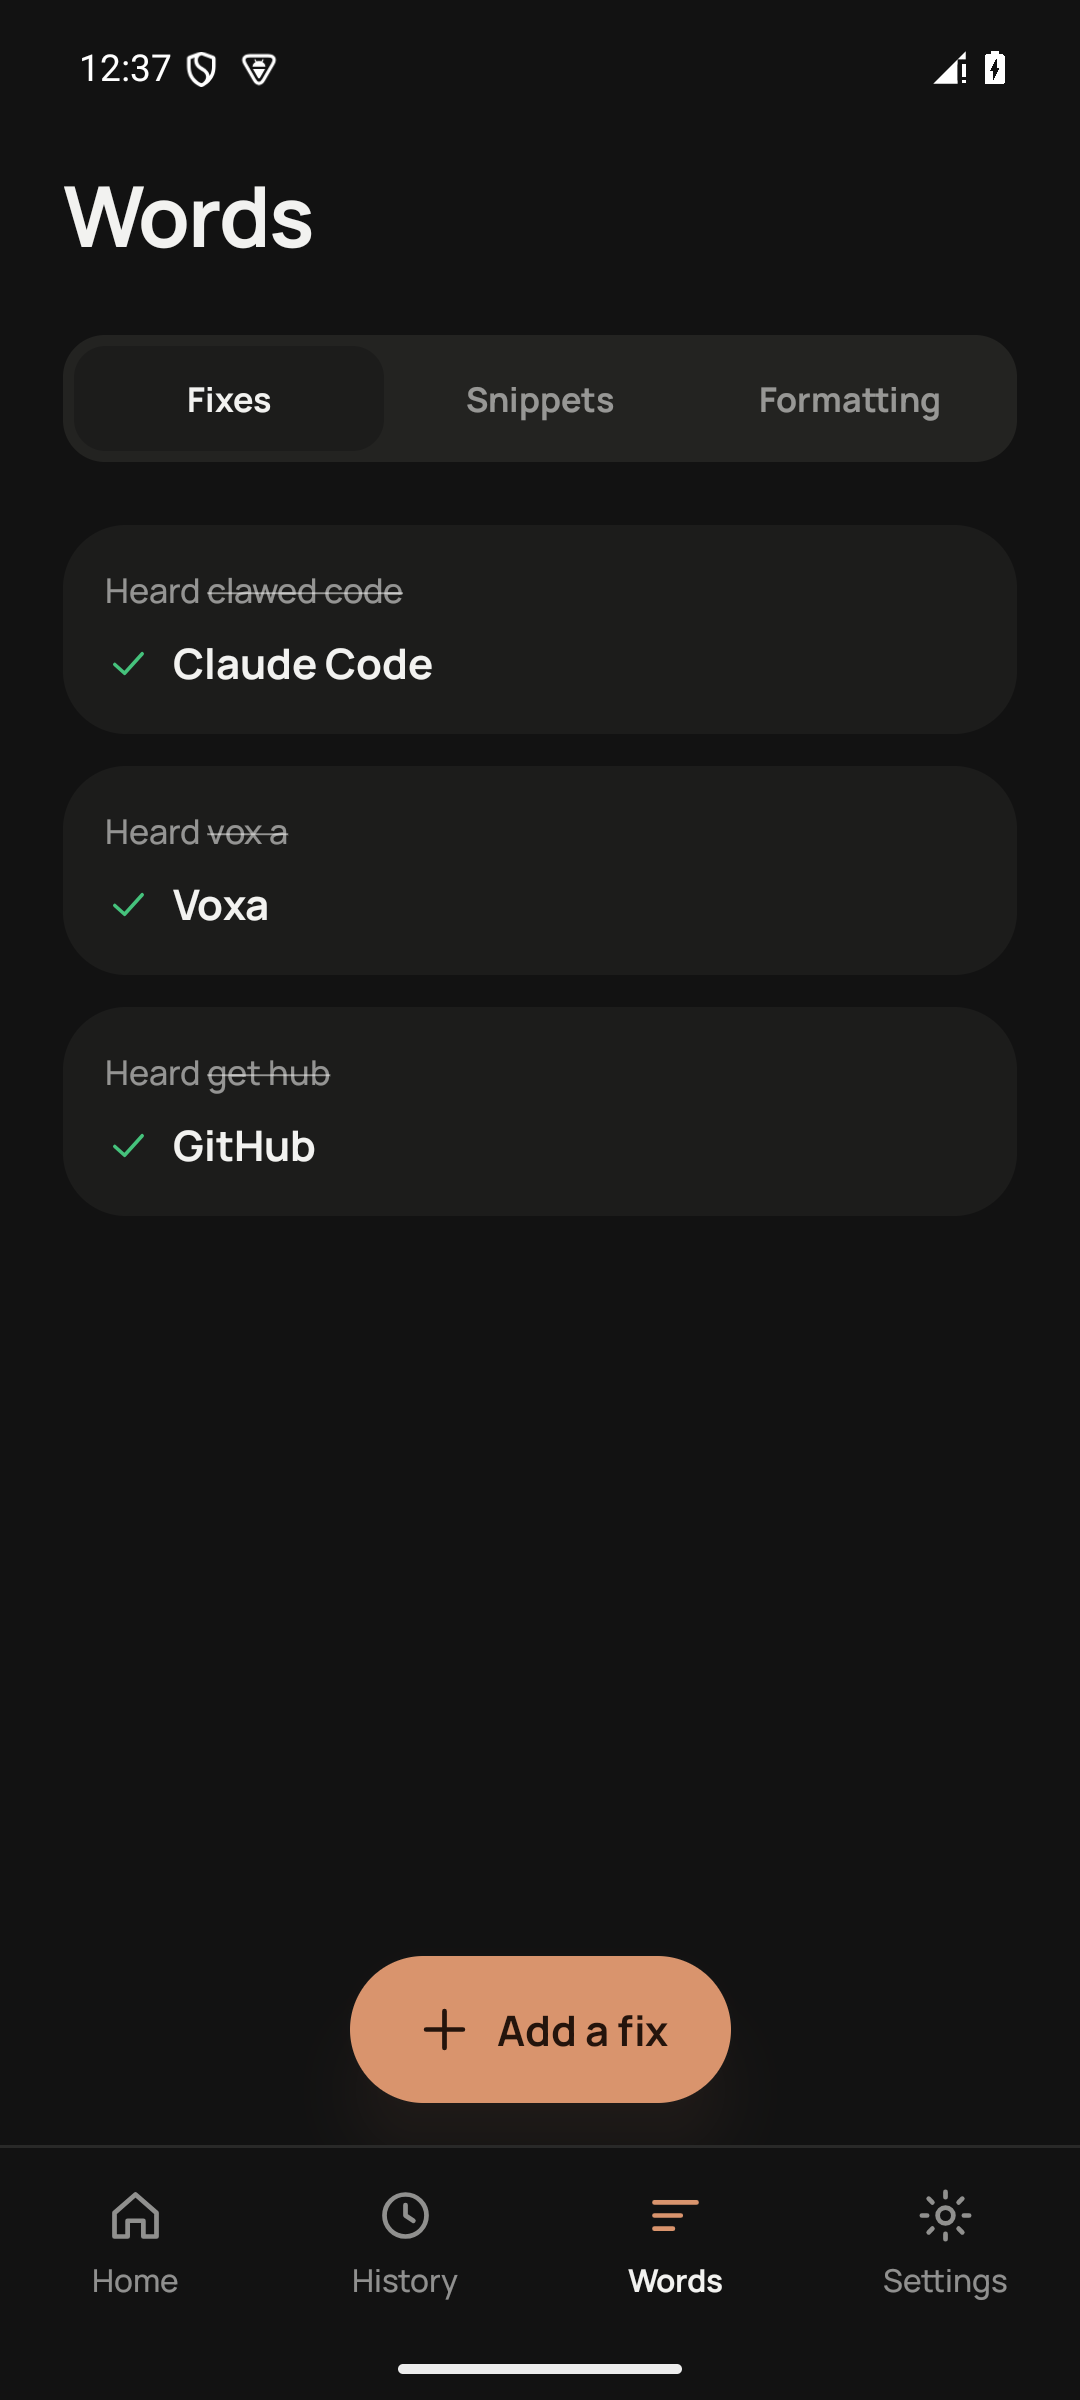 12:37
Words
Fixes Snippets Formatting
Heard clawed code
Claude Code
Heard vox a
Voxa
Heard get hub
GitHub
Add a fix
Home History Words Settings